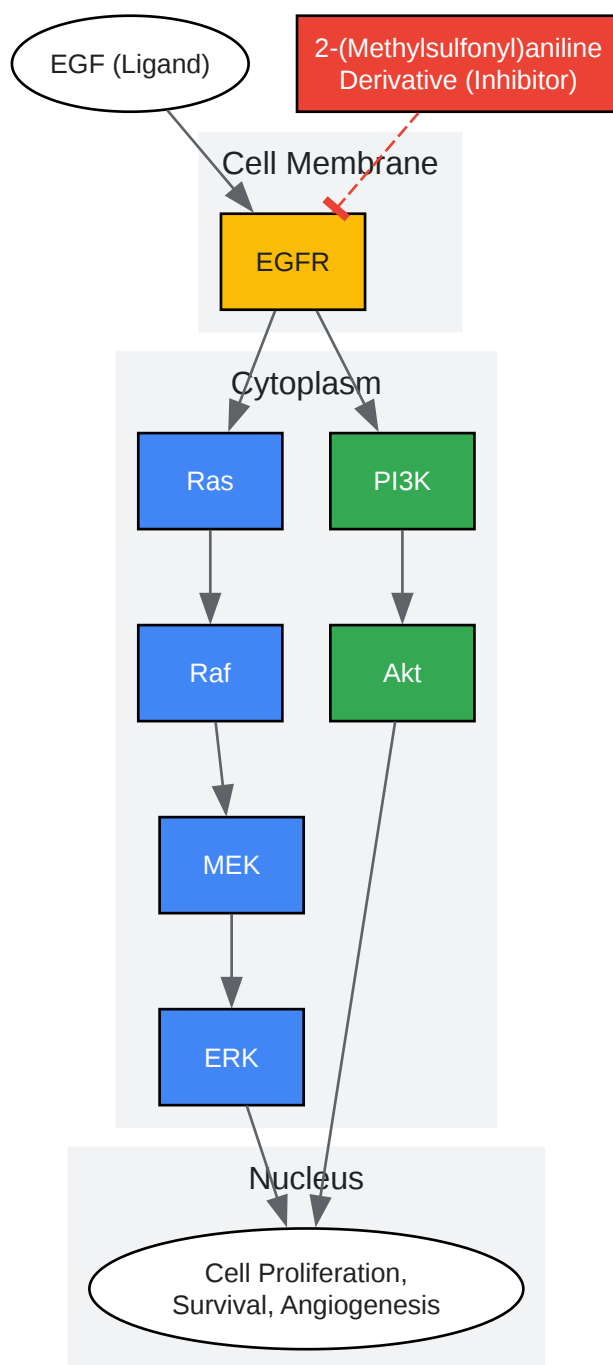 EGF (Ligand)
2-(Methylsulfonyl)aniline
Derivative (Inhibitor)
Cell Membrane
EGFR
Cytoplasm
Ras
PI3K
Raf
Akt
MEK
ERK
Nucleus
Cell Proliferation,
Survival, Angiogenesis